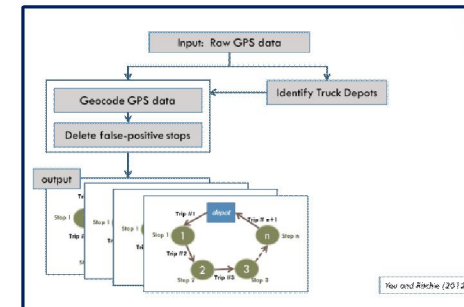 Input: Raw GPS data
Geocode GPS data
Identify Truck Depots
Delete false-positive stops
output
depot
Trip #1
Trip # n+1
Stop 1
1
n
Stop n
Trip #2
Trip #3
2
3
Stop 2
Stop 3
You and Ritchie (2012